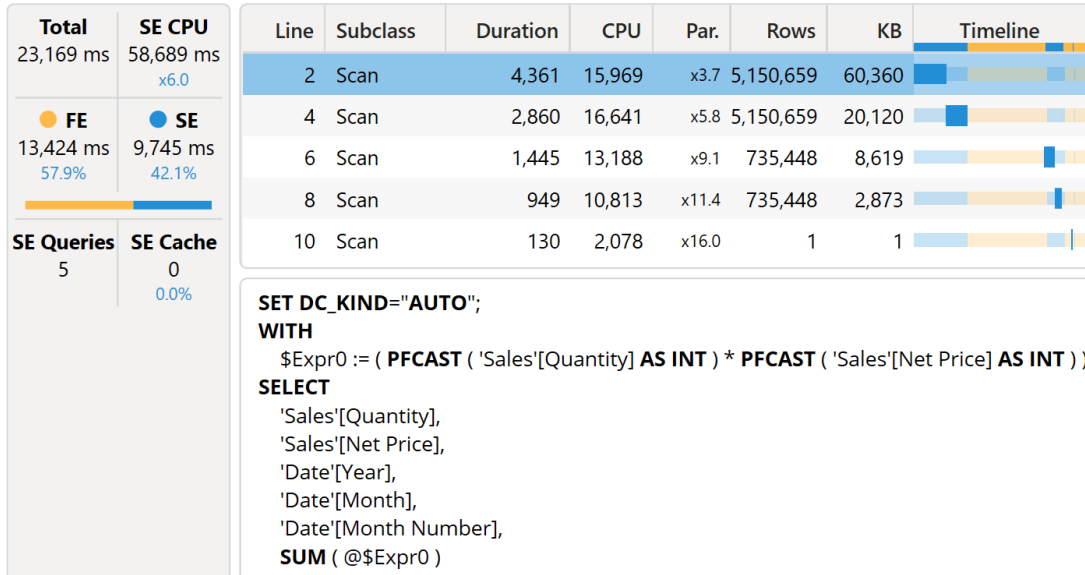 Total SE CPU
23,169 ms 58,689 ms
x6.0
FE SE
13,424 ms 9,745 ms
57.9% 42.1%
SE Queries SE Cache
5 0
0.0%
Line Subclass Duration CPU Par. Rows KB Timeline
2 Scan 4,361 15,969 x3.7 5,150,659 60,360
4 Scan 2,860 16,641 x5.8 5,150,659 20,120
6 Scan 1,445 13,188 x9.1 735,448 8,619
8 Scan 949 10,813 x11.4 735,448 2,873
10 Scan 130 2,078 x16.0 1 1
SET DC_KIND="AUTO";
WITH
$Expr0 := ( PFCAST ( 'Sales'[Quantity] AS INT ) * PFCAST ( 'Sales'[Net Price] AS INT ) )
SELECT
'Sales'[Quantity],
'Sales'[Net Price],
'Date'[Year],
'Date'[Month],
'Date'[Month Number],
SUM ( @$Expr0 )